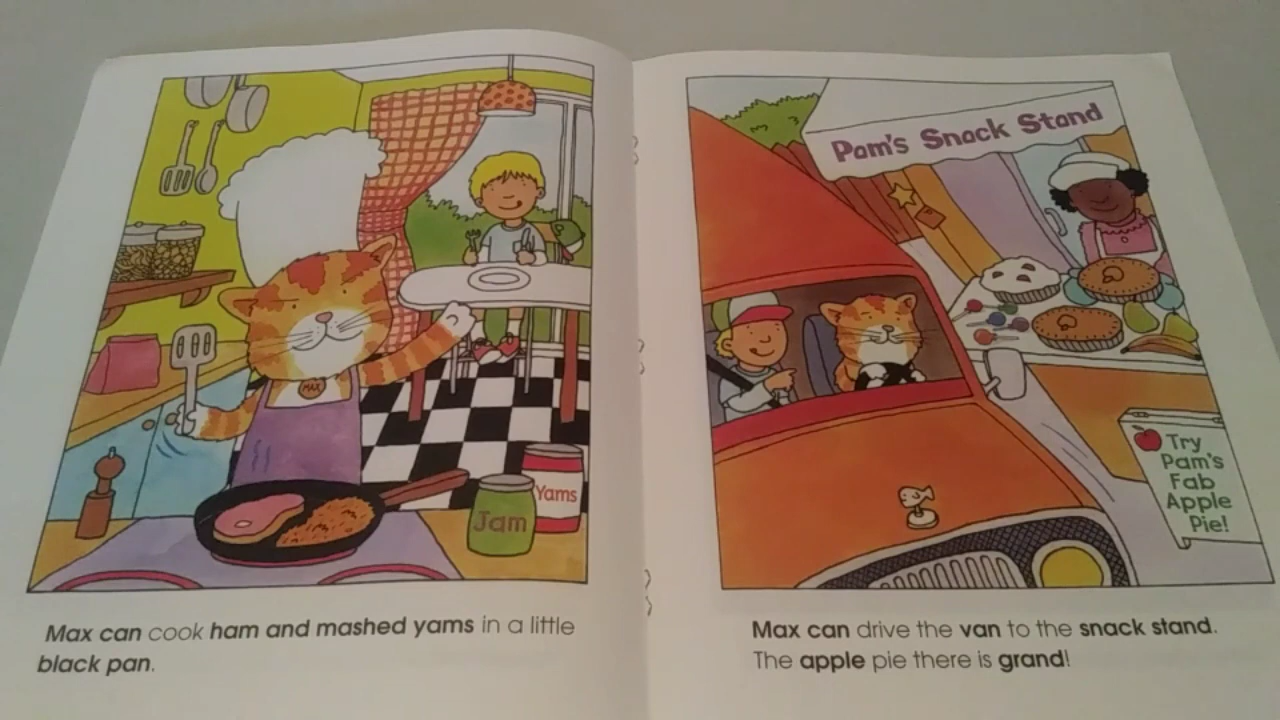 MAX
Yams
Jam
Max can cook ham and mashed yams in a little
black pan.
Pam's Snack Stand
Try
Pam's
Fab
Apple
Pie!
Max can drive the van to the snack stand.
The apple pie there is grand!